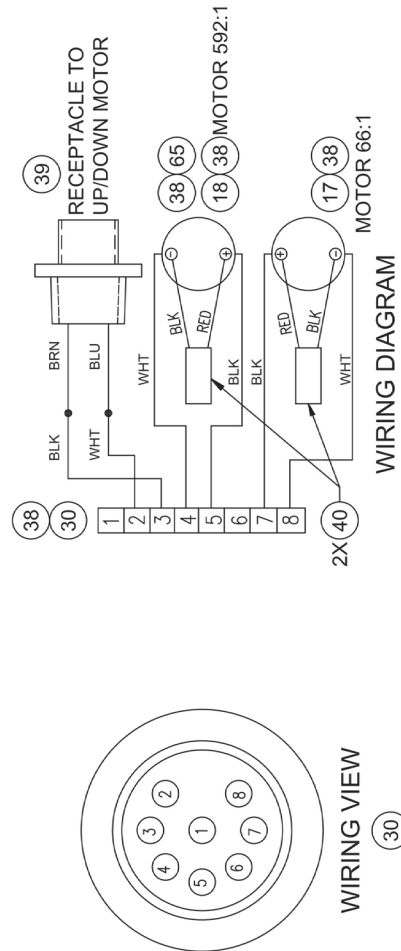 39
RECEPTACLE TO
UP/DOWN MOTOR
BLK
BRN
WHT
BLU
38
30
1
2
3
4
5
6
7
8
WHT
BLK
RED
BLK
−
+
38 65
18 38 MOTOR 592:1
BLK
RED
BLK
WHT
+
−
17 38
MOTOR 66:1
2X 40
WIRING DIAGRAM
1
2
3
4
5
6
7
8
WIRING VIEW
30